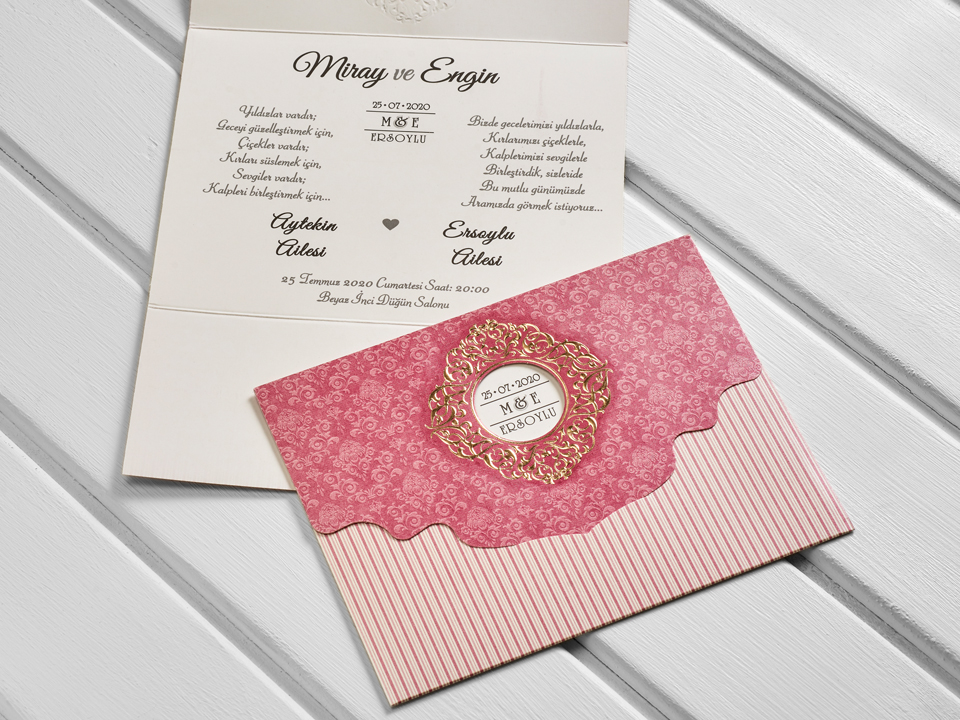 Miray ve Engin
25•07•2020
M & E
ERSOYLU
Yıldızlar vardır;
Geceyi güzelleştirmek için,
Çiçekler vardır;
Kırları süslemek için,
Sevgiler vardır;
Kalpleri birleştirmek için...
Bizde gecelerimizi yıldızlarla,
Kırlarımızı çiçeklerle,
Kalplerimizi sevgilerle
Birleştirdik, sizleride
Bu mutlu günümüzde
Aramızda görmek istiyoruz...
Aytekin
Ailesi
Ersoylu
Ailesi
25 Temmuz 2020 Cumartesi Saat: 20:00
Beyaz İnci Düğün Salonu
25•07•2020
M & E
ERSOYLU